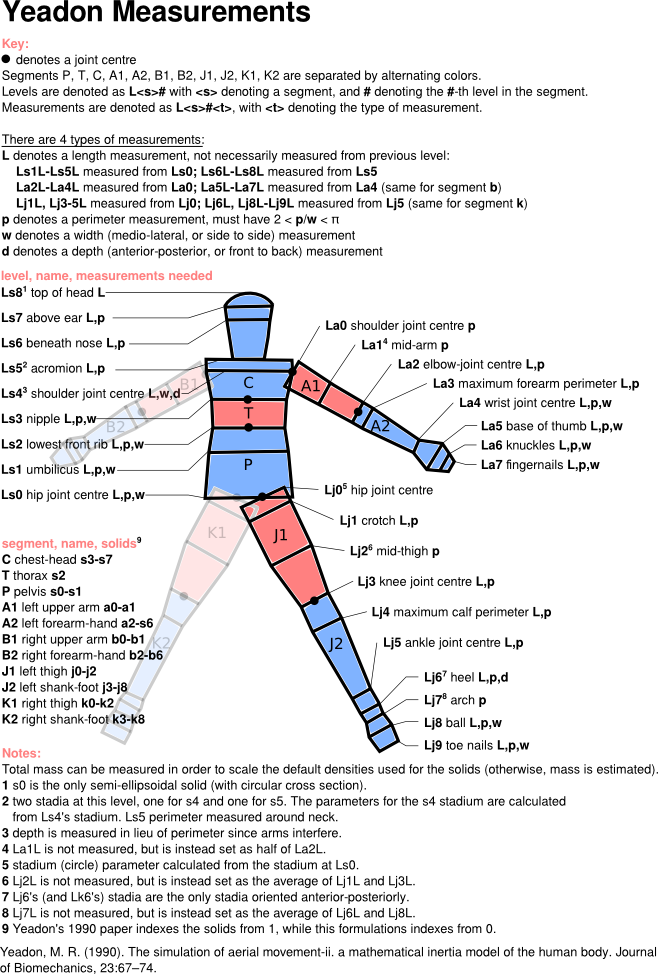 Yeadon Measurements
Key:
denotes a joint centre
Segments P, T, C, A1, A2, B1, B2, J1, J2, K1, K2 are separated by alternating colors.
Levels are denoted as L<s># with <s> denoting a segment, and # denoting the #-th level in the segment.
Measurements are denoted as L<s>#<t>, with <t> denoting the type of measurement.
There are 4 types of measurements:
L denotes a length measurement, not necessarily measured from previous level:
Ls1L-Ls5L measured from Ls0; Ls6L-Ls8L measured from Ls5
La2L-La4L measured from La0; La5L-La7L measured from La4 (same for segment b)
Lj1L, Lj3-5L measured from Lj0; Lj6L, Lj8L-Lj9L measured from Lj5 (same for segment k)
p denotes a perimeter measurement, must have 2 < p/w < π
w denotes a width (medio-lateral, or side to side) measurement
d denotes a depth (anterior-posterior, or front to back) measurement
level, name, measurements needed
Ls8¹ top of head L
Ls7 above ear L,p
Ls6 beneath nose L,p
Ls5² acromion L,p
Ls4³ shoulder joint centre L,w,d
Ls3 nipple L,p,w
Ls2 lowest front rib L,p,w
Ls1 umbilicus L,p,w
Ls0 hip joint centre L,p,w
La0 shoulder joint centre p
La1⁴ mid-arm p
La2 elbow-joint centre L,p
La3 maximum forearm perimeter L,p
La4 wrist joint centre L,p,w
La5 base of thumb L,p,w
La6 knuckles L,p,w
La7 fingernails L,p,w
B1
B2
C
T
P
A1
A2
Lj0⁵ hip joint centre
Lj1 crotch L,p
Lj2⁶ mid-thigh p
Lj3 knee joint centre L,p
Lj4 maximum calf perimeter L,p
Lj5 ankle joint centre L,p
Lj6⁷ heel L,p,d
Lj7⁸ arch p
Lj8 ball L,p,w
Lj9 toe nails L,p,w
K1
J1
K2
J2
segment, name, solids⁹
C chest-head s3-s7
T thorax s2
P pelvis s0-s1
A1 left upper arm a0-a1
A2 left forearm-hand a2-s6
B1 right upper arm b0-b1
B2 right forearm-hand b2-b6
J1 left thigh j0-j2
J2 left shank-foot j3-j8
K1 right thigh k0-k2
K2 right shank-foot k3-k8
Notes:
Total mass can be measured in order to scale the default densities used for the solids (otherwise, mass is estimated).
1 s0 is the only semi-ellipsoidal solid (with circular cross section).
2 two stadia at this level, one for s4 and one for s5. The parameters for the s4 stadium are calculated
from Ls4's stadium. Ls5 perimeter measured around neck.
3 depth is measured in lieu of perimeter since arms interfere.
4 La1L is not measured, but is instead set as half of La2L.
5 stadium (circle) parameter calculated from the stadium at Ls0.
6 Lj2L is not measured, but is instead set as the average of Lj1L and Lj3L.
7 Lj6's (and Lk6's) stadia are the only stadia oriented anterior-posteriorly.
8 Lj7L is not measured, but is instead set as the average of Lj6L and Lj8L.
9 Yeadon's 1990 paper indexes the solids from 1, while this formulations indexes from 0.
Yeadon, M. R. (1990). The simulation of aerial movement-ii. a mathematical inertia model of the human body. Journal
of Biomechanics, 23:67–74.